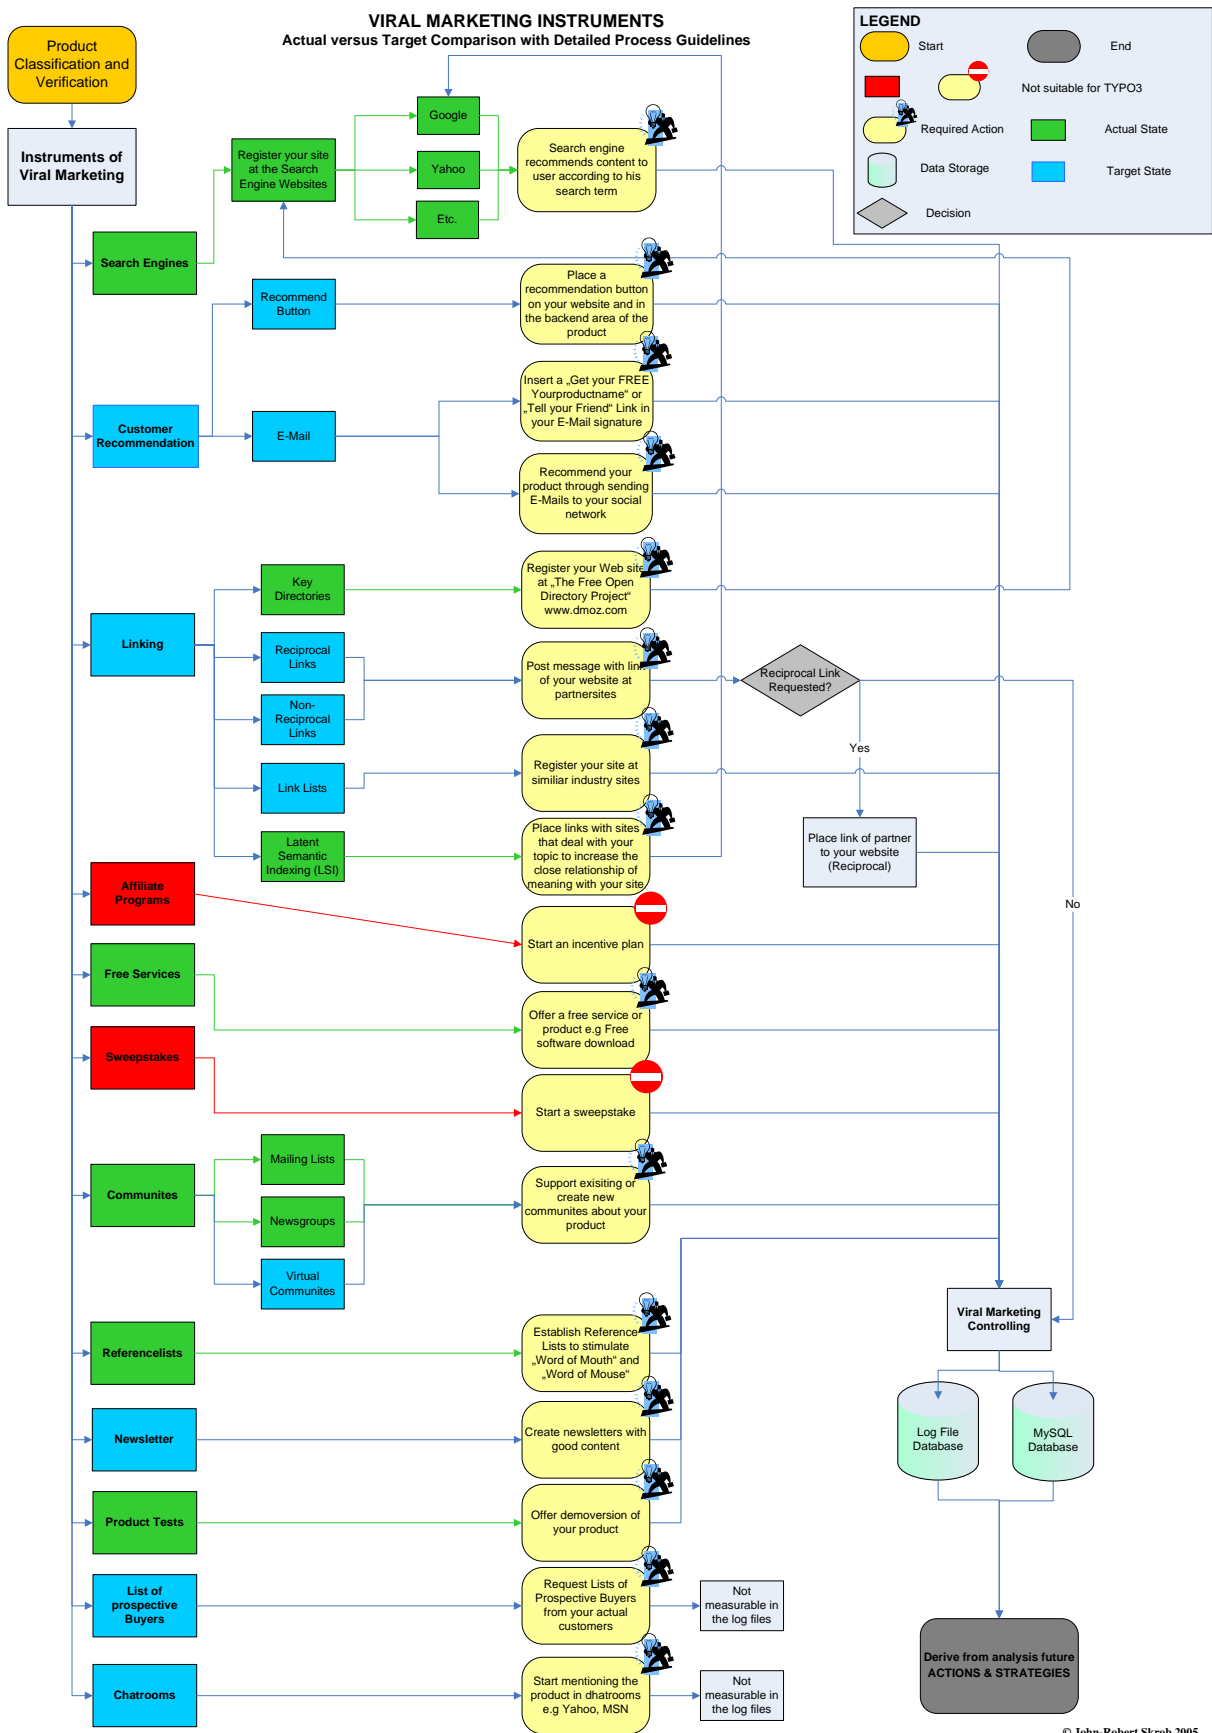 VIRAL MARKETING INSTRUMENTS
Actual versus Target Comparison with Detailed Process Guidelines
LEGEND
Start
End
Not suitable for TYPO3
Required Action
Actual State
Data Storage
Target State
Decision
Product
Classification and
Verification
Instruments of
Viral Marketing
Search Engines
Register your site
at the Search
Engine Websites
Google
Yahoo
Etc.
Search engine
recommends content to
user according to his
search term
Customer
Recommendation
Recommend
Button
Place a
recommendation button
on your website and in
the backend area of the
product
E-Mail
Insert a „Get your FREE
Yourproductname“ or
„Tell your Friend“ Link in
your E-Mail signature
Recommend your
product through sending
E-Mails to your social
network
Linking
Key
Directories
Register your Web site
at „The Free Open
Directory Project“
www.dmoz.com
Reciprocal
Links
Non-
Reciprocal
Links
Post message with link
of your website at
partnersites
Reciprocal Link
Requested?
Yes
No
Place link of partner
to your website
(Reciprocal)
Link Lists
Register your site at
similiar industry sites
Latent
Semantic
Indexing (LSI)
Place links with sites
that deal with your
topic to increase the
close relationship of
meaning with your site
Affiliate
Programs
Start an incentive plan
Free Services
Offer a free service or
product e.g Free
software download
Sweepstakes
Start a sweepstake
Communites
Mailing Lists
Newsgroups
Virtual
Communites
Support exisiting or
create new
communites about your
product
Referencelists
Establish Reference
Lists to stimulate
„Word of Mouth“ and
„Word of Mouse“
Newsletter
Create newsletters with
good content
Product Tests
Offer demoversion of
your product
List of
prospective
Buyers
Request Lists of
Prospective Buyers
from your actual
customers
Not
measurable in
the log files
Chatrooms
Start mentioning the
product in dhatrooms
e.g Yahoo, MSN
Not
measurable in
the log files
Viral Marketing
Controlling
Log File
Database
MySQL
Database
Derive from analysis future
ACTIONS & STRATEGIES
© John-Robert Skrob 2005